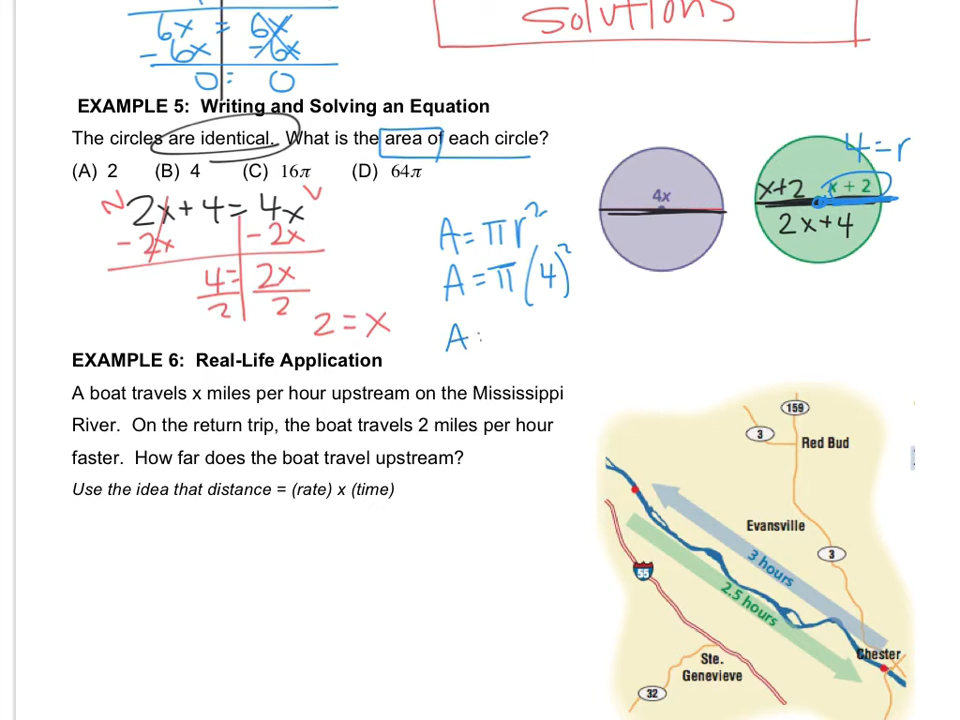 Solutions
6x = 6x
- 6x -6x
0 = 0
EXAMPLE 5: Writing and Solving an Equation
The circles are identical. What is the area of each circle?
(A) 2 (B) 4 (C) 16π (D) 64π
4 = r
4x
x+2 x + 2
2x+4
2x + 4 = 4x
- 2x - 2x
4 = 2x
2 2
2 = x
A = πr²
A = π(4)²
A :
EXAMPLE 6: Real-Life Application
A boat travels x miles per hour upstream on the Mississippi
River. On the return trip, the boat travels 2 miles per hour
faster. How far does the boat travel upstream?
Use the idea that distance = (rate) x (time)
159
3
Red Bud
Evansville
3
3 hours
55
2.5 hours
Chester
Ste.
Genevieve
32